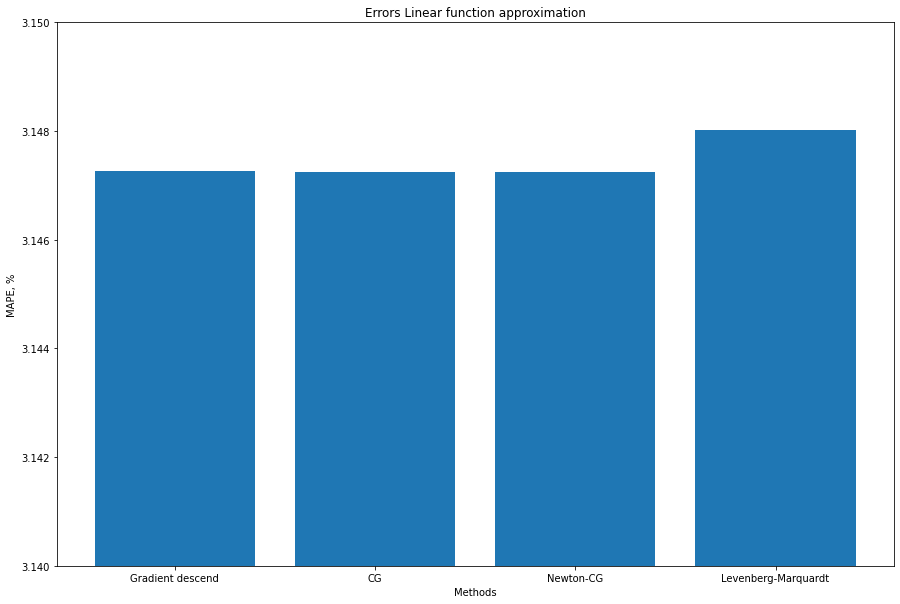 Errors Linear function approximation
3.150
3.148
3.146
3.144
3.142
3.140
MAPE, %
Gradient descend CG Newton-CG Levenberg-Marquardt
Methods